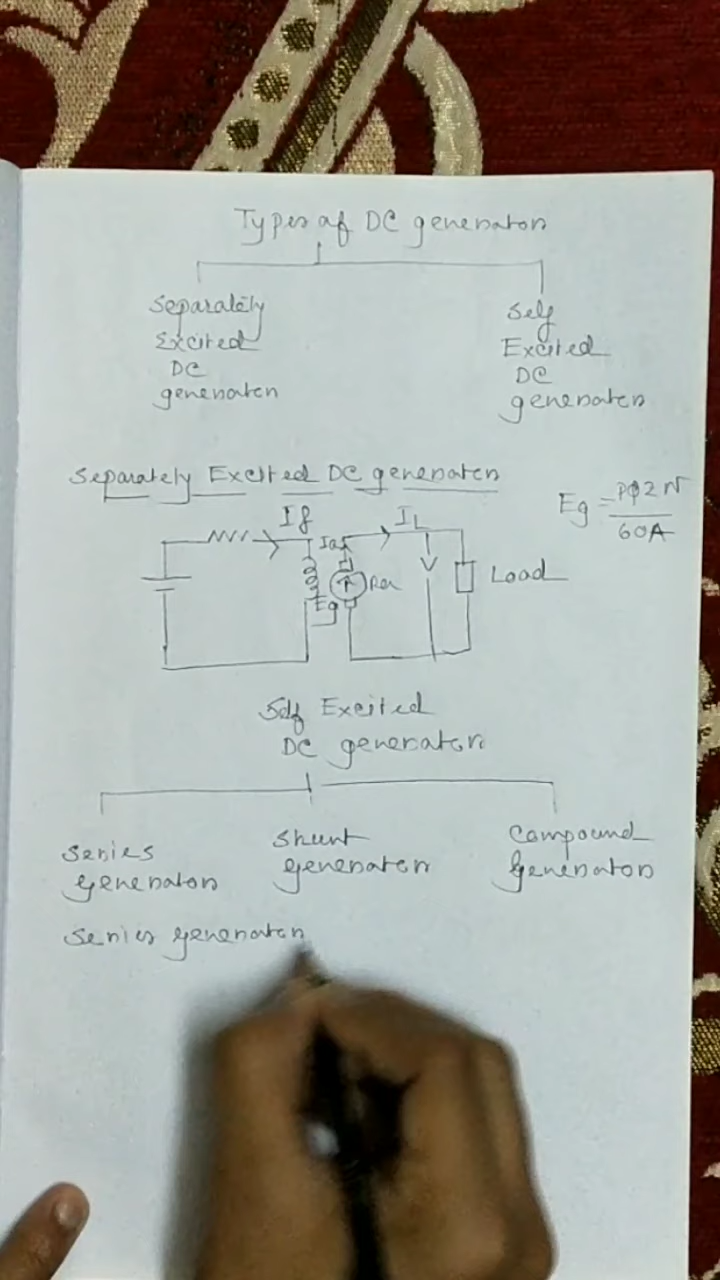 Types of DC generator
Separately
Excited
DC
generator
Self
Excited
DC
generator
Separately Excited DC generator
Eg = PΦZN
60A
If
Ia
IL
Eg
Ra
V
Load
Self Excited
DC generator
Series
generator
Shunt
generator
Compound
generator
Series generator